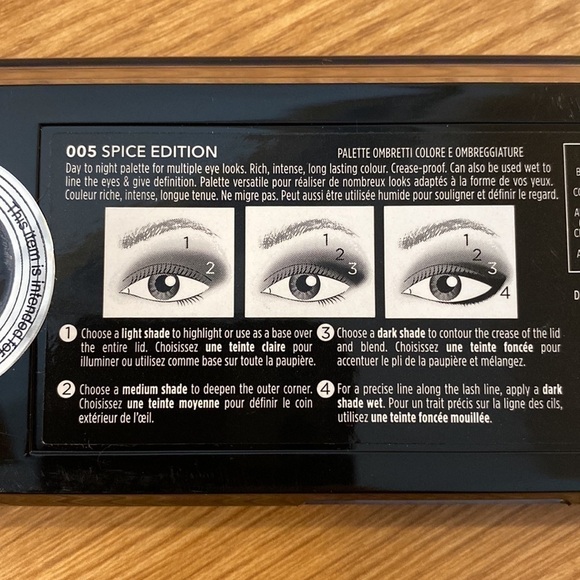 005 SPICE EDITION
PALETTE OMBRETTI COLORE E OMBREGGIATURE
Day to night palette for multiple eye looks. Rich, intense, long lasting colour. Crease-proof. Can also be used wet to
line the eyes & give definition. Palette versatile pour réaliser de nombreux looks adaptés à la forme de vos yeux.
Couleur riche, intense, longue tenue. Ne migre pas. Peut aussi être utilisée humide pour souligner et définir le regard.
1
2
1
2
3
1
2
3
4
1 Choose a light shade to highlight or use as a base over
the entire lid. Choisissez une teinte claire pour
illuminer ou utilisez comme base sur toute la paupière.
2 Choose a medium shade to deepen the outer corner.
Choisissez une teinte moyenne pour définir le coin
extérieur de l'œil.
3 Choose a dark shade to contour the crease of the lid
and blend. Choisissez une teinte foncée pour
accentuer le pli de la paupière et mélangez.
4 For a precise line along the lash line, apply a dark
shade wet. Pour un trait précis sur la ligne des cils,
utilisez une teinte foncée mouillée.
This item is intended for